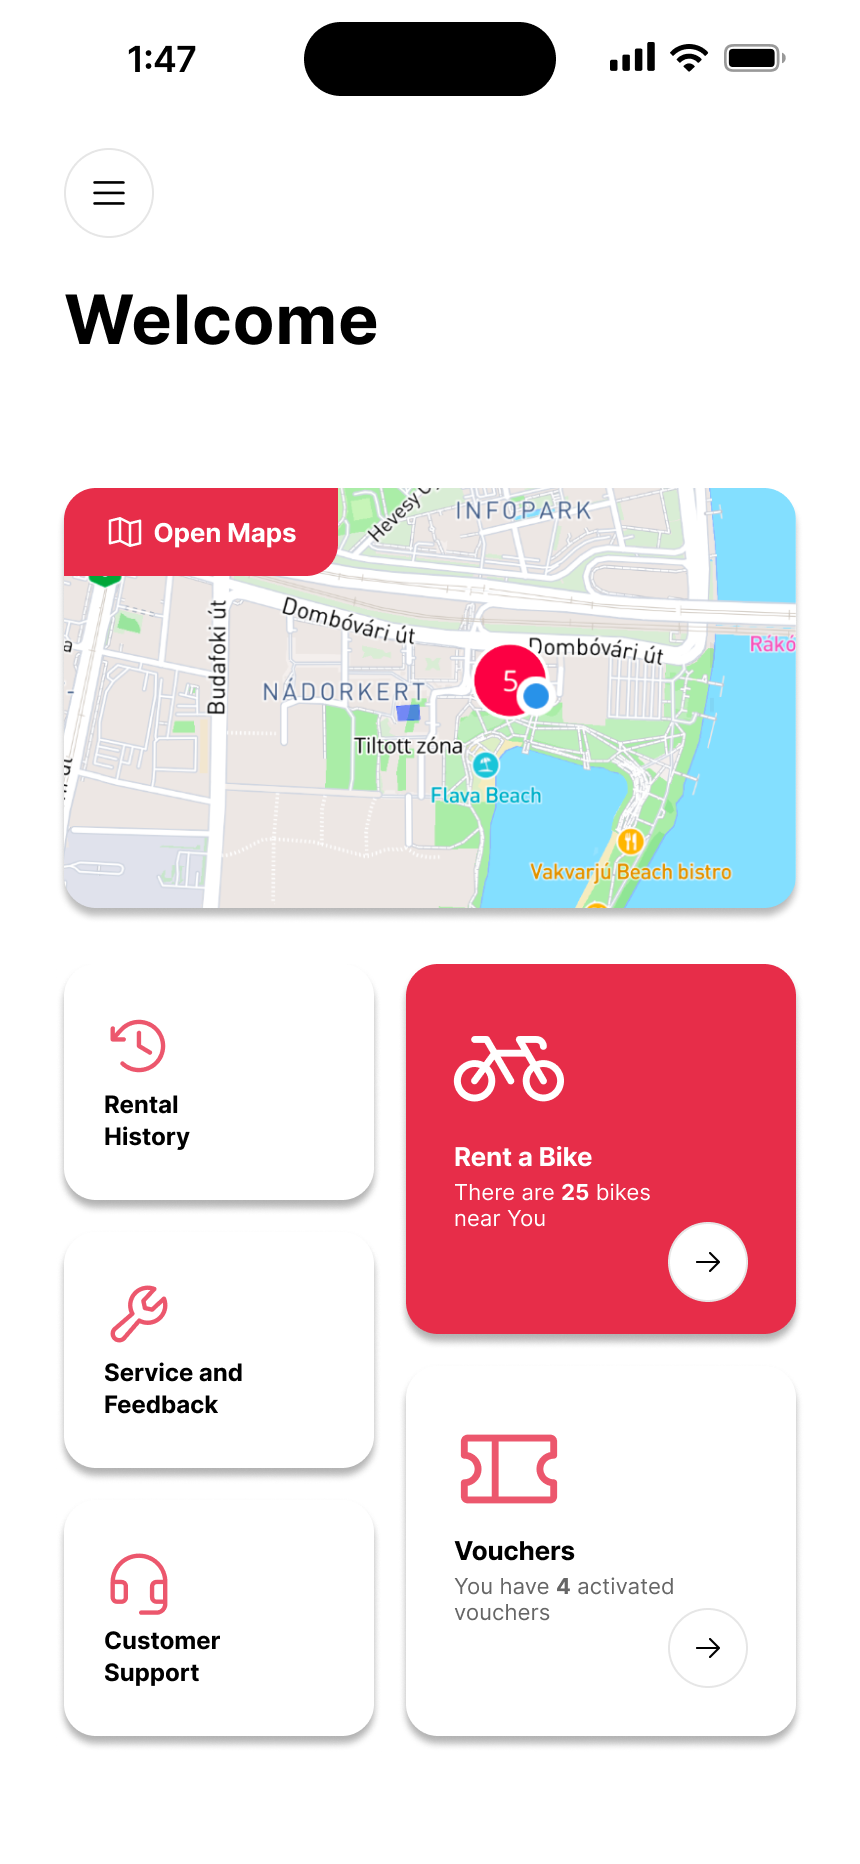 1:47
Welcome
Open Maps
Hevesy
INFOPARK
Budafoki út
Dombóvári út
Dombóvári út
Rákó
NÁDORKERT
5
Tiltott zóna
Flava Beach
Vakvarjú Beach bistro
Rental
History
Rent a Bike
There are 25 bikes
near You
Service and
Feedback
Vouchers
You have 4 activated
vouchers
Customer
Support